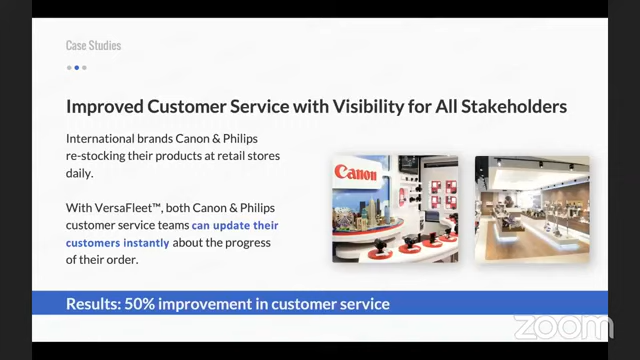 Case Studies
Improved Customer Service with Visibility for All Stakeholders
International brands Canon & Philips
re-stocking their products at retail stores
daily.
With VersaFleet™, both Canon & Philips
customer service teams can update their
customers instantly about the progress
of their order.
Canon
Results: 50% improvement in customer service
zoom